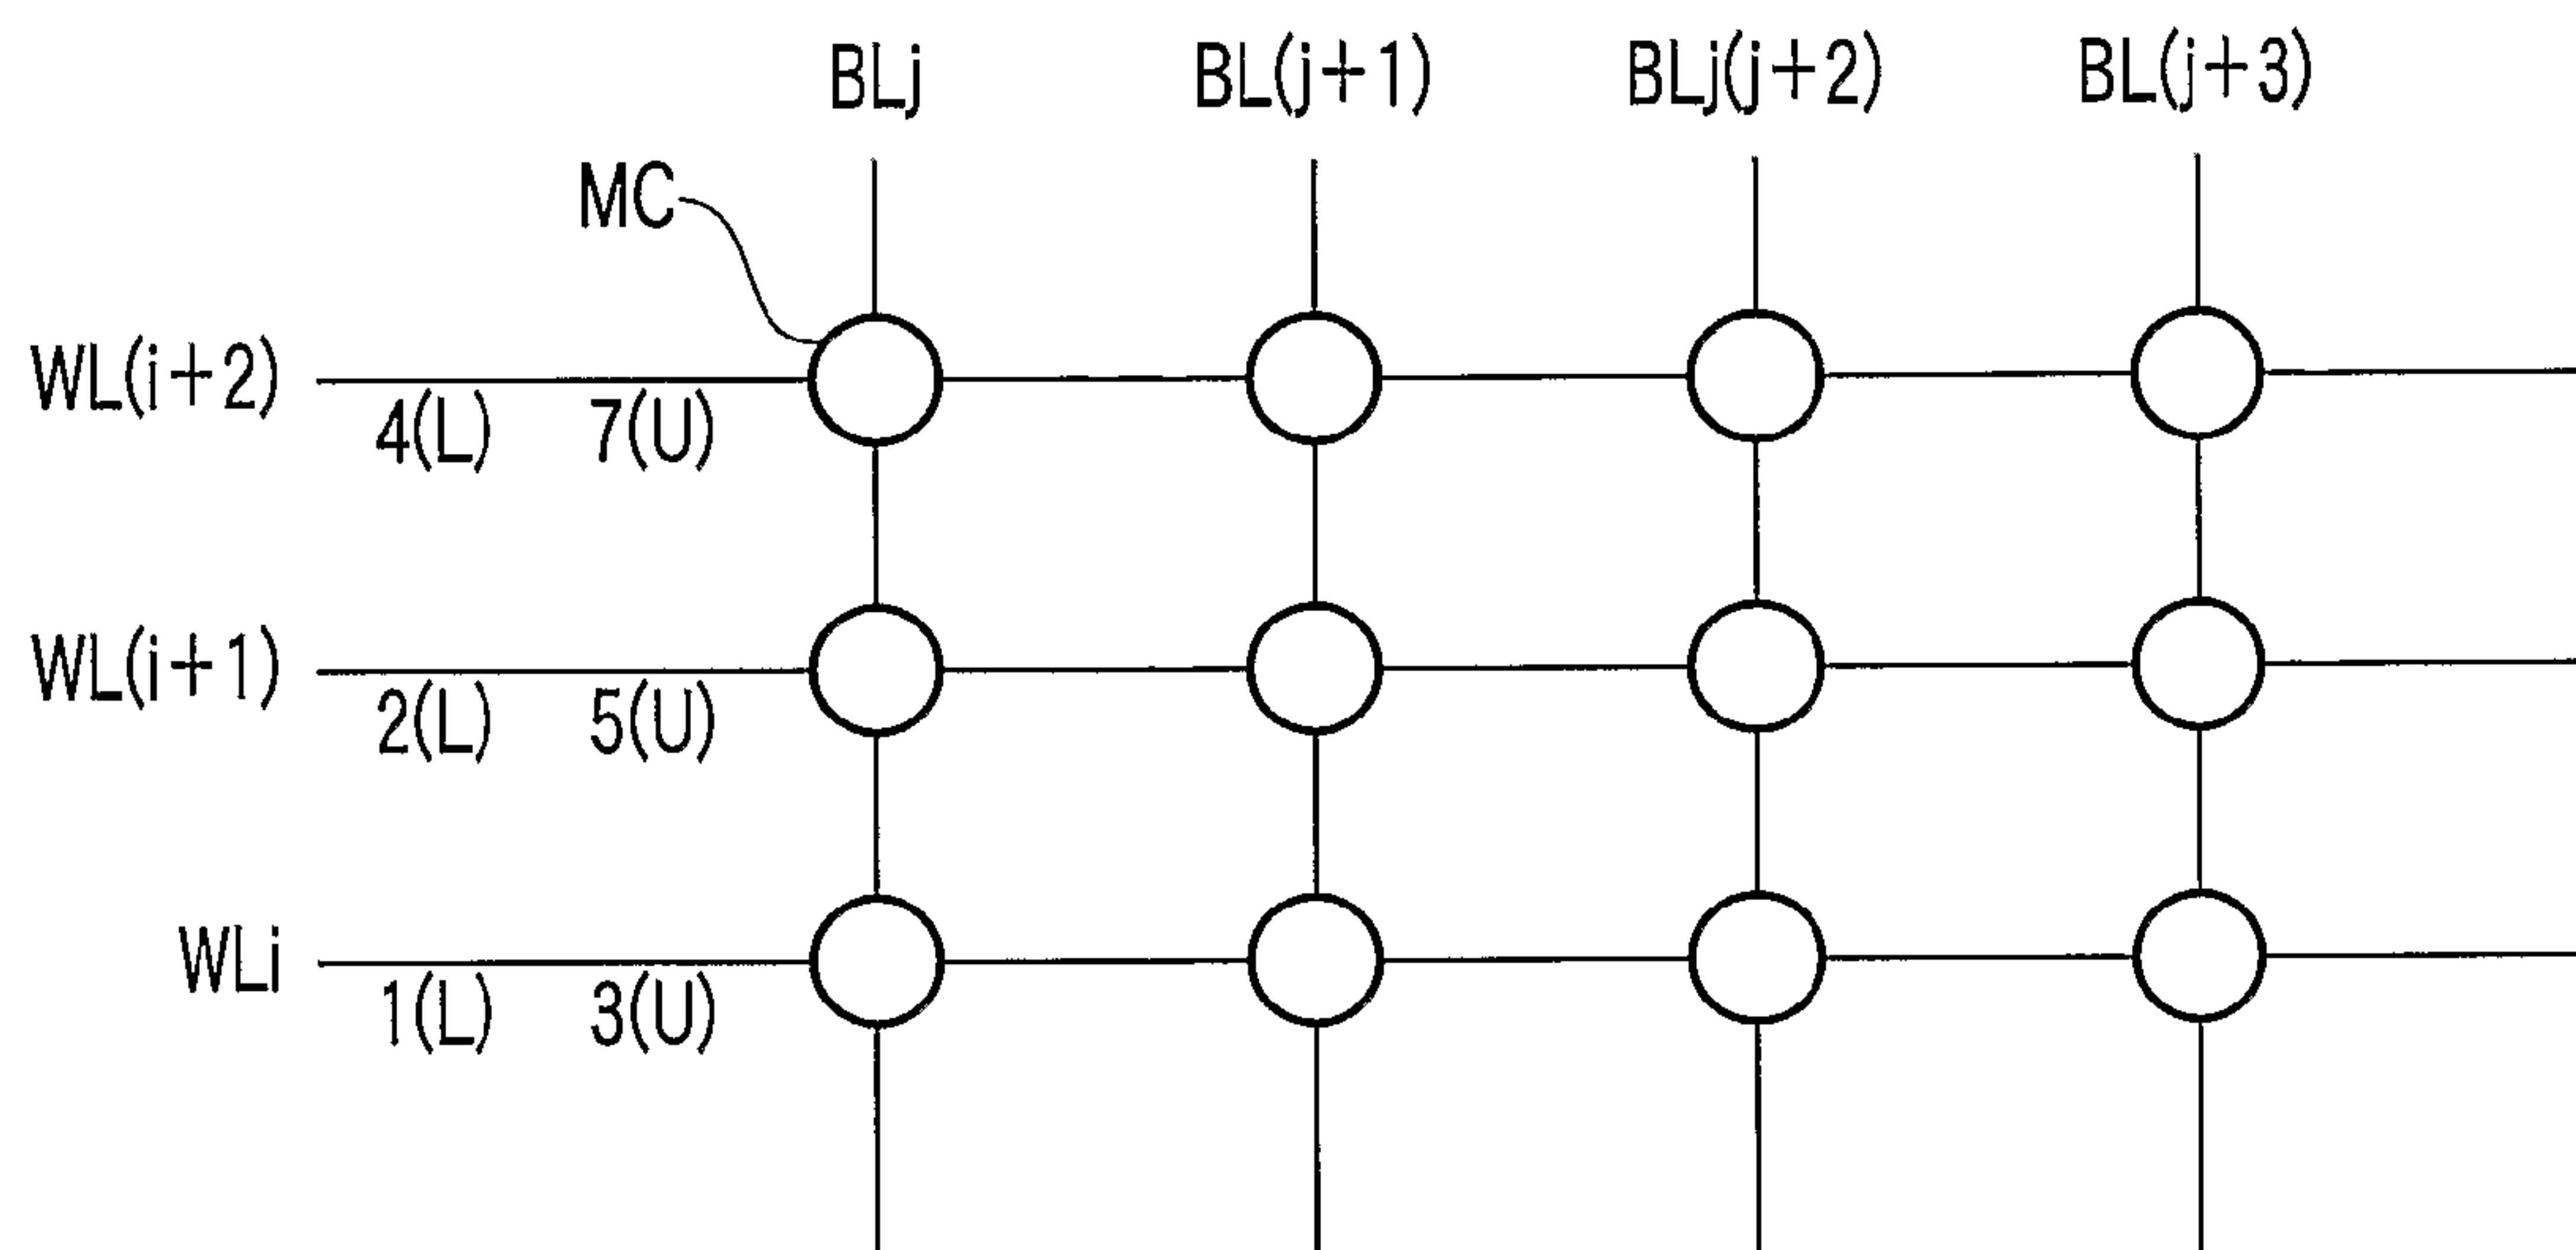 BLj BL(j+1) BLj(j+2) BL(j+3)
MC
WL(i+2)
4(L) 7(U)
WL(i+1)
2(L) 5(U)
WLi
1(L) 3(U)